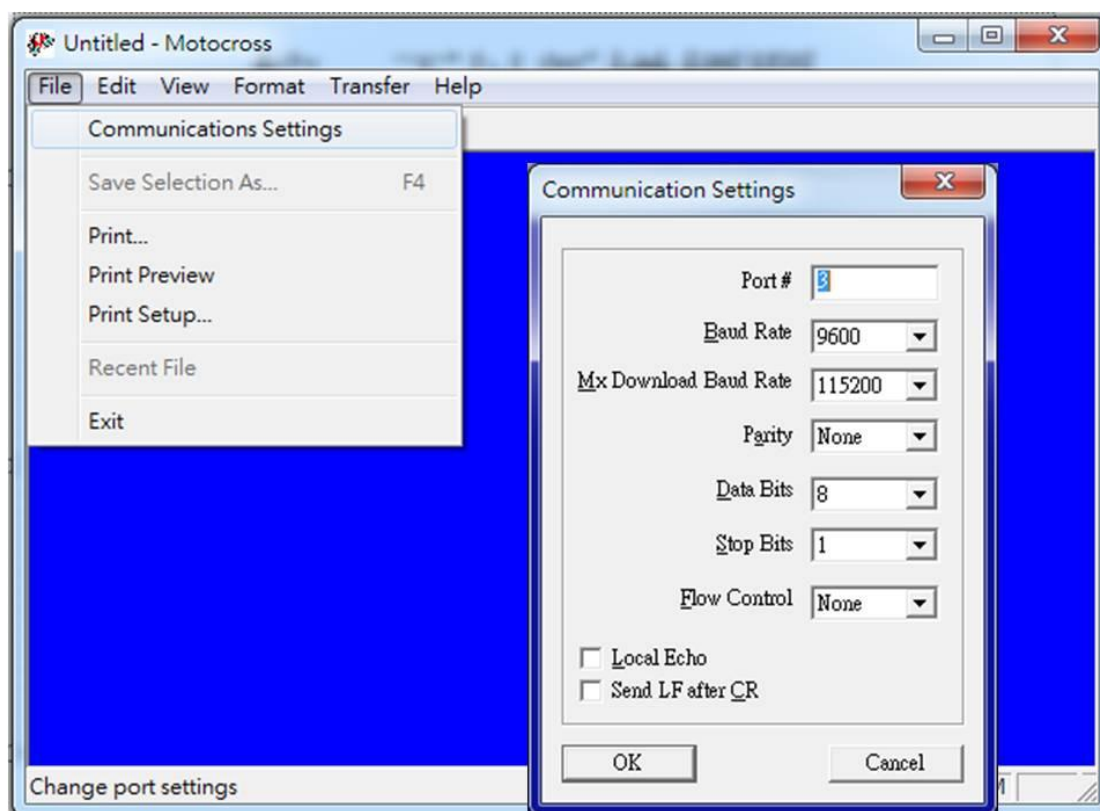 Untitled - Motocross
File Edit View Format Transfer Help
Communications Settings
Save Selection As... F4
Print...
Print Preview
Print Setup...
Recent File
Exit
Communication Settings
Port # 3
Baud Rate 9600
Mx Download Baud Rate 115200
Parity None
Data Bits 8
Stop Bits 1
Flow Control None
Local Echo
Send LF after CR
OK Cancel
Change port settings